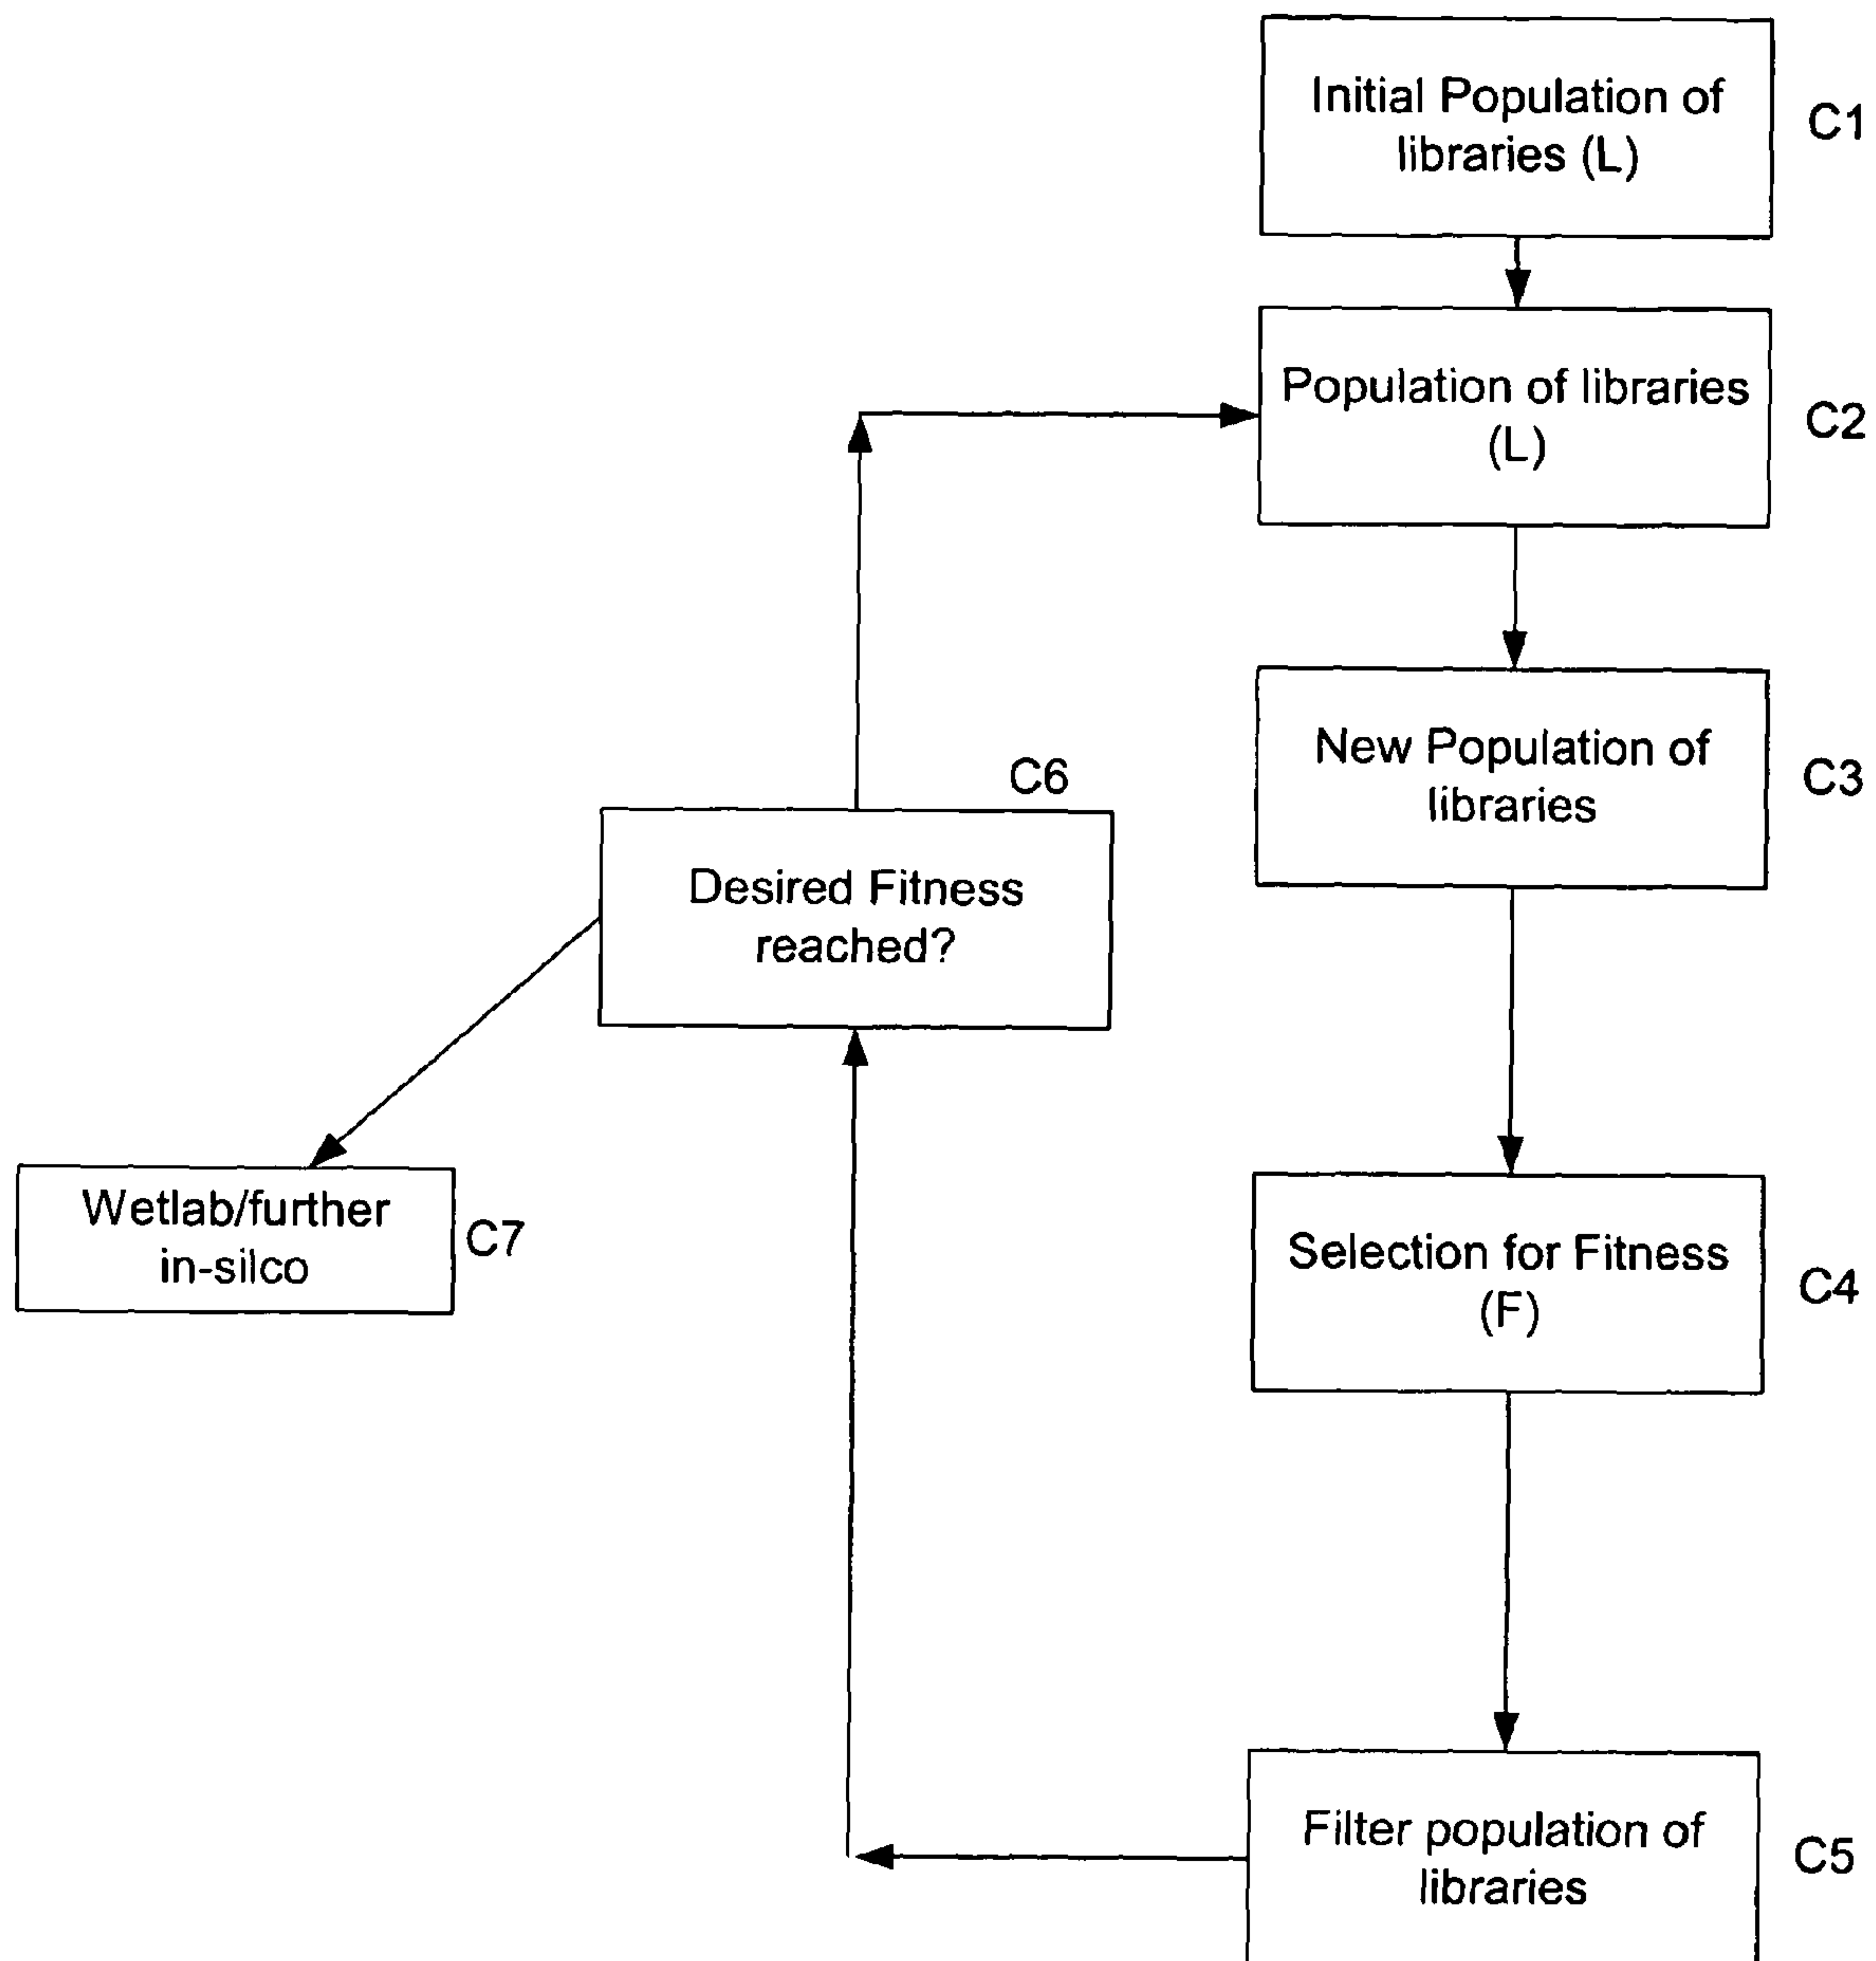 Initial Population of
libraries (L)
C1
Population of libraries
(L)
C2
New Population of
libraries
C3
C6
Desired Fitness
reached?
Wetlab/further
in-silco
C7
Selection for Fitness
(F)
C4
Filter population of
libraries
C5